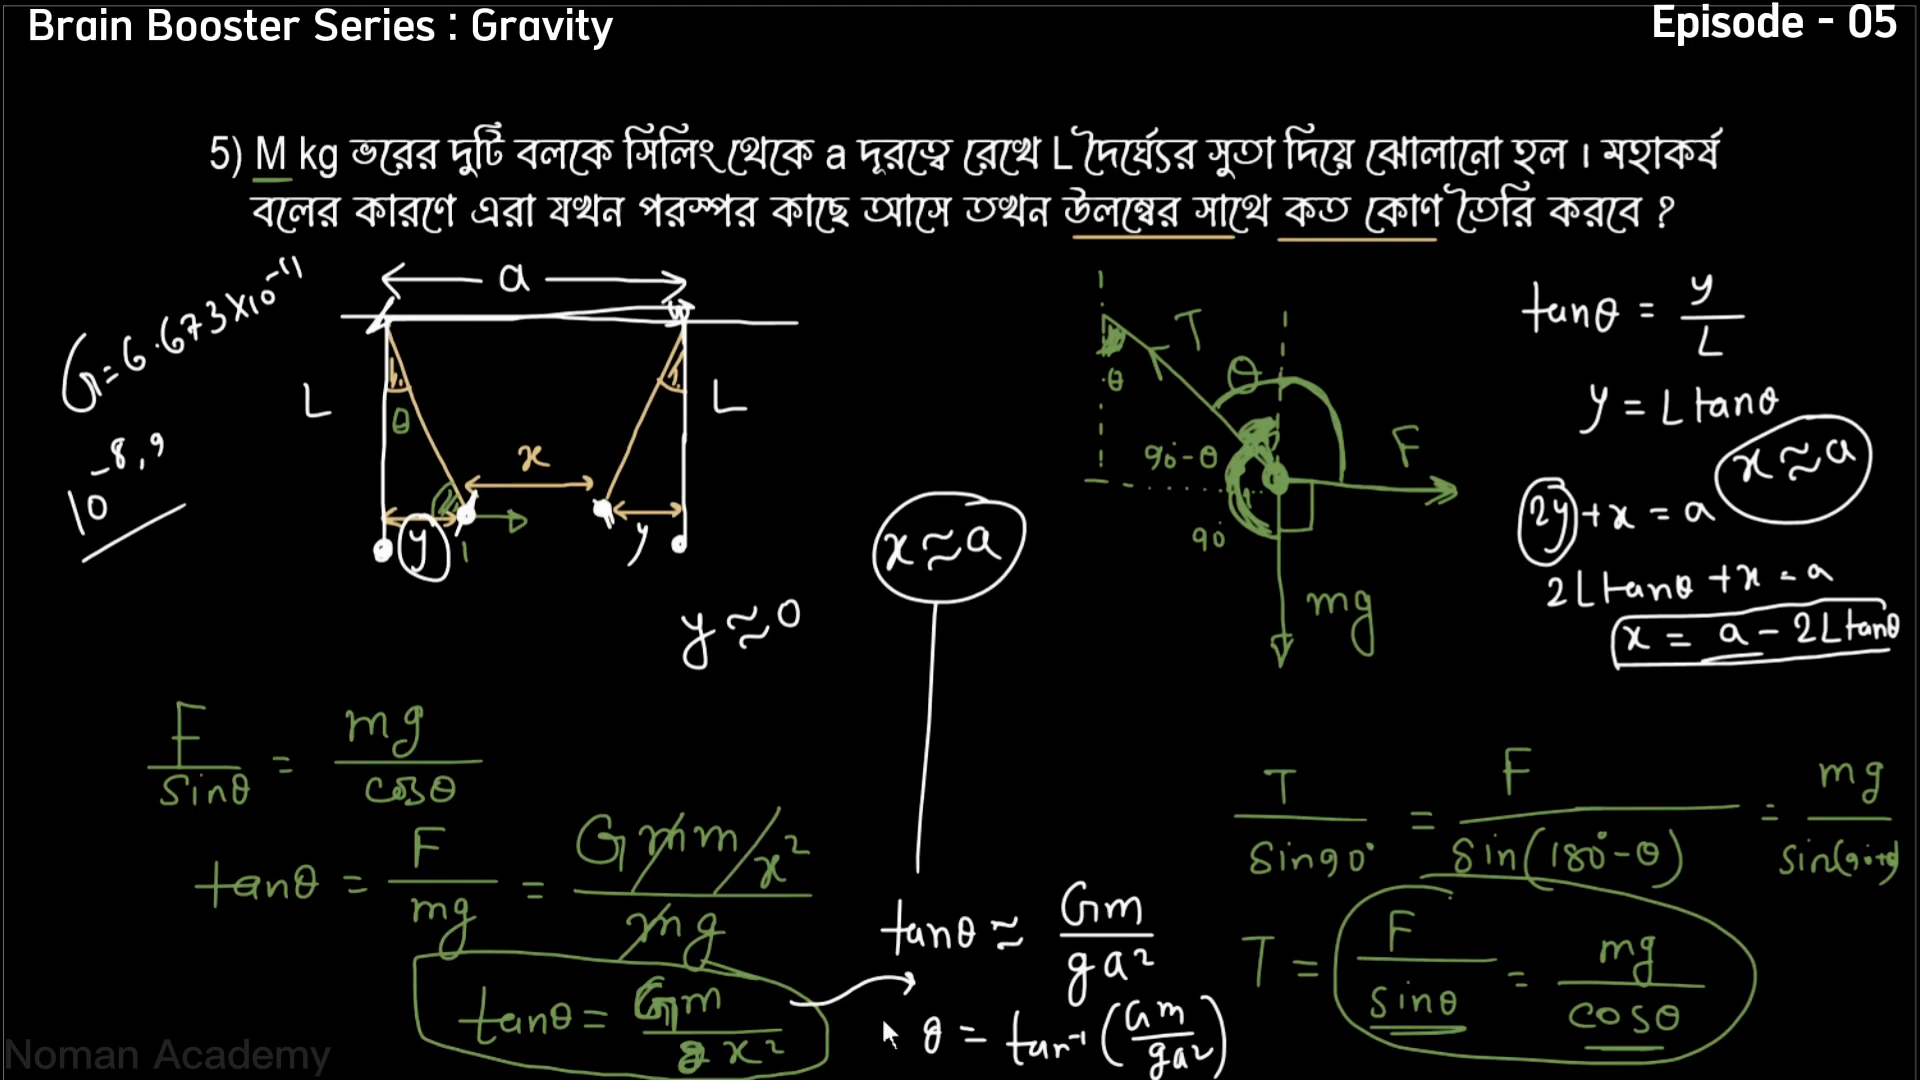 Brain Booster Series : Gravity
Episode - 05
5) M kg ভরের দুটি বলকে সিলিং থেকে a দূরত্বে রেখে L দৈর্ঘ্যের সুতা দিয়ে ঝোলানো হল । মহাকর্ষ
বলের কারণে এরা যখন পরস্পর কাছে আসে তখন উলম্বের সাথে কত কোণ তৈরি করবে ?
G = 6.673×10⁻¹¹
10⁻⁸,⁹
a
L
L
θ
x
y
y
y ≈ 0
x ≈ a
T
θ
θ
90°-θ
90°
F
mg
tanθ = y/L
y = L tanθ
x ≈ a
2y + x = a
2L tanθ + x = a
x = a - 2L tanθ
F/sinθ = mg/cosθ
tanθ = F/mg = Gmm/x² / mg
tanθ = Gm/gx²
tanθ ≈ Gm/ga²
θ = tan⁻¹(Gm/ga²)
T/sin90° = F/sin(180°-θ) = mg/sin(90+θ)
T = F/sinθ = mg/cosθ
Noman Academy